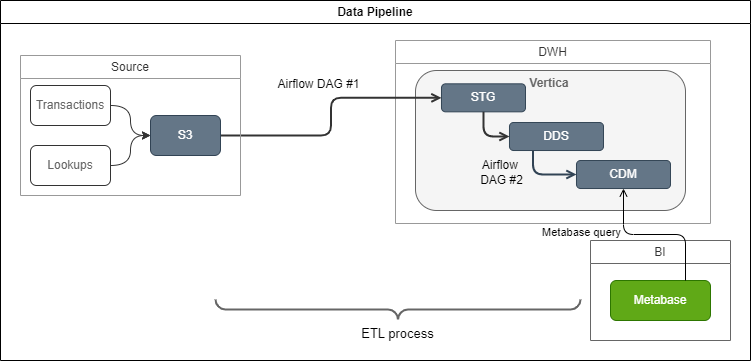 Data Pipeline
Source
Transactions
Lookups
S3
Airflow DAG #1
DWH
Vertica
STG
DDS
Airflow
DAG #2
CDM
Metabase query
BI
Metabase
ETL process